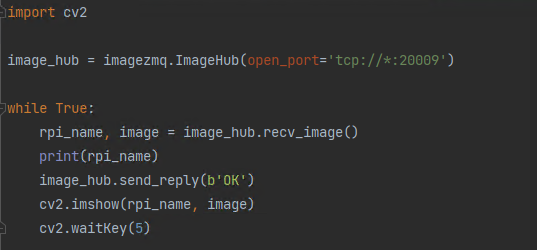 import cv2
image_hub = imagezmq.ImageHub(open_port='tcp://*:20009')
while True:
rpi_name, image = image_hub.recv_image()
print(rpi_name)
image_hub.send_reply(b'OK')
cv2.imshow(rpi_name, image)
cv2.waitKey(5)